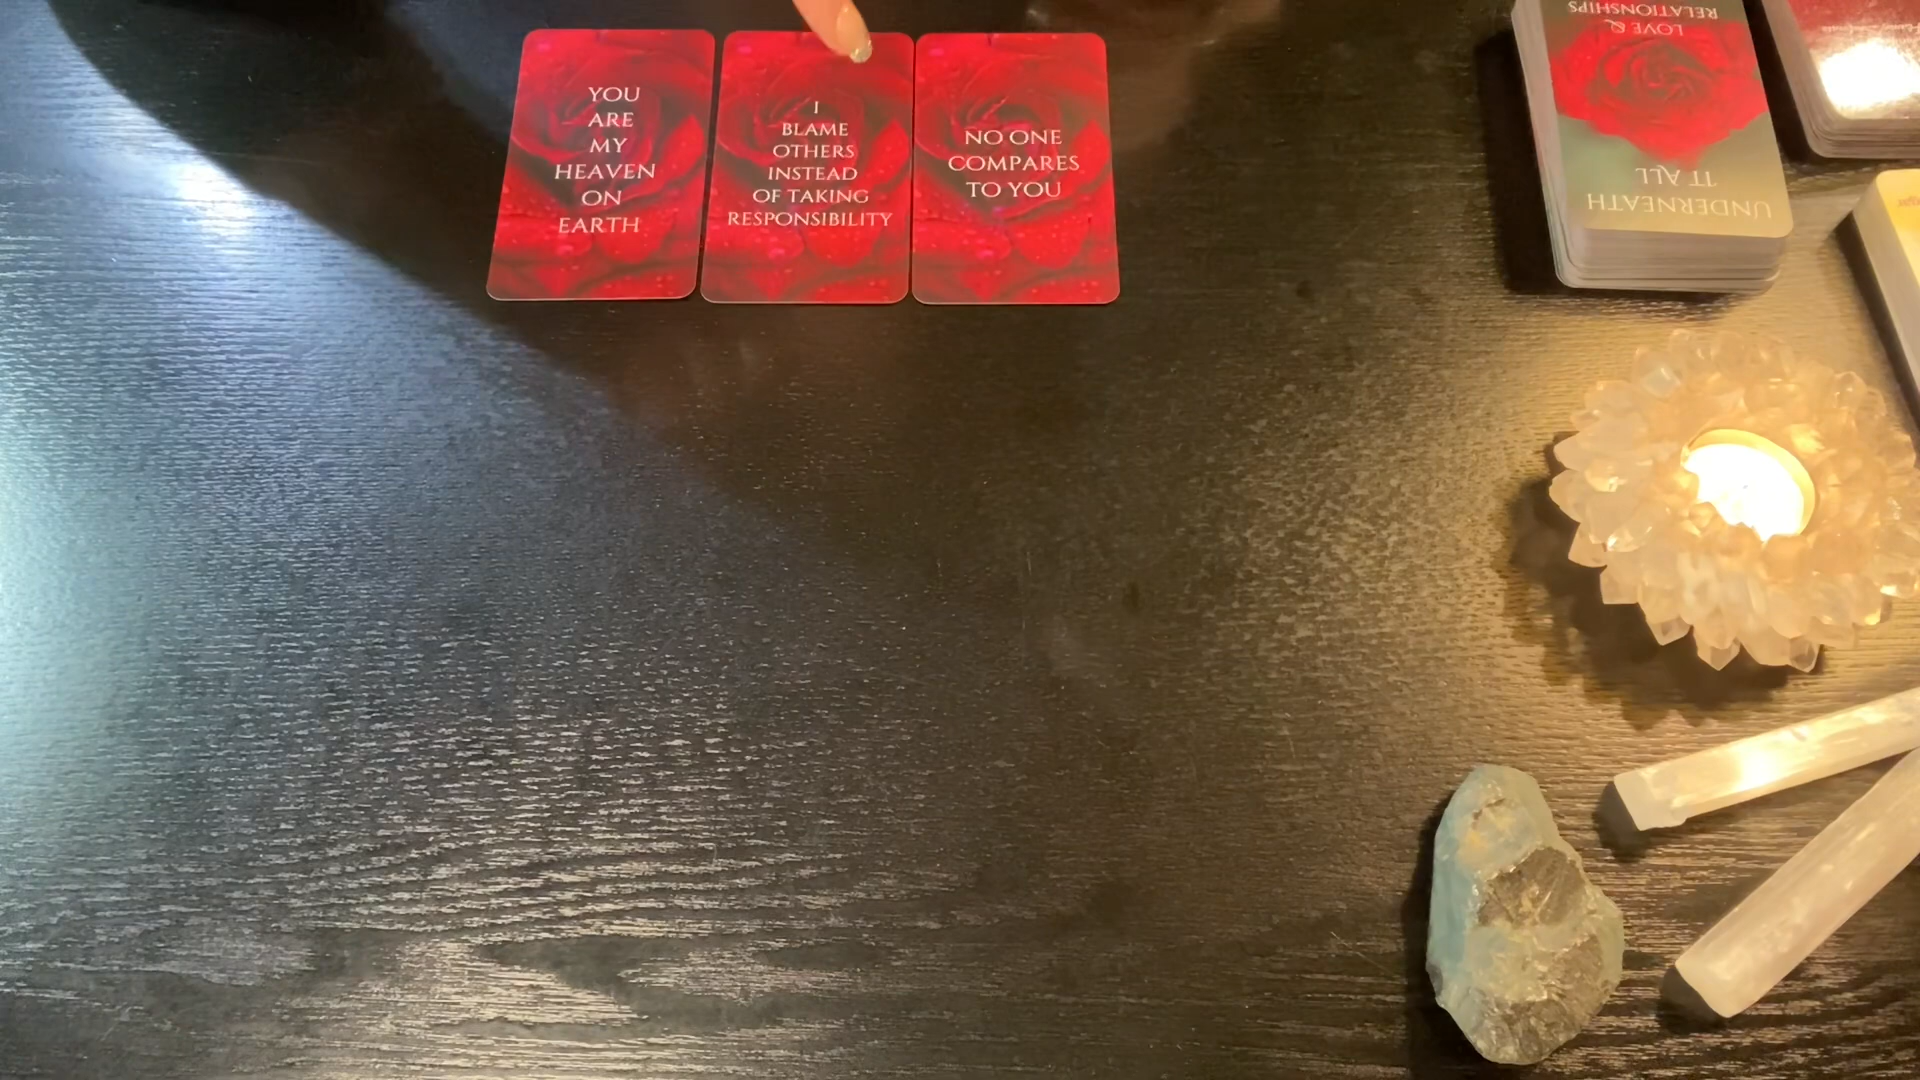 YOU
ARE
MY
HEAVEN
ON
EARTH
I
BLAME
OTHERS
INSTEAD
OF TAKING
RESPONSIBILITY
NO ONE
COMPARES
TO YOU
UNDERNEATH
IT ALL
LOVE &
RELATIONSHIPS